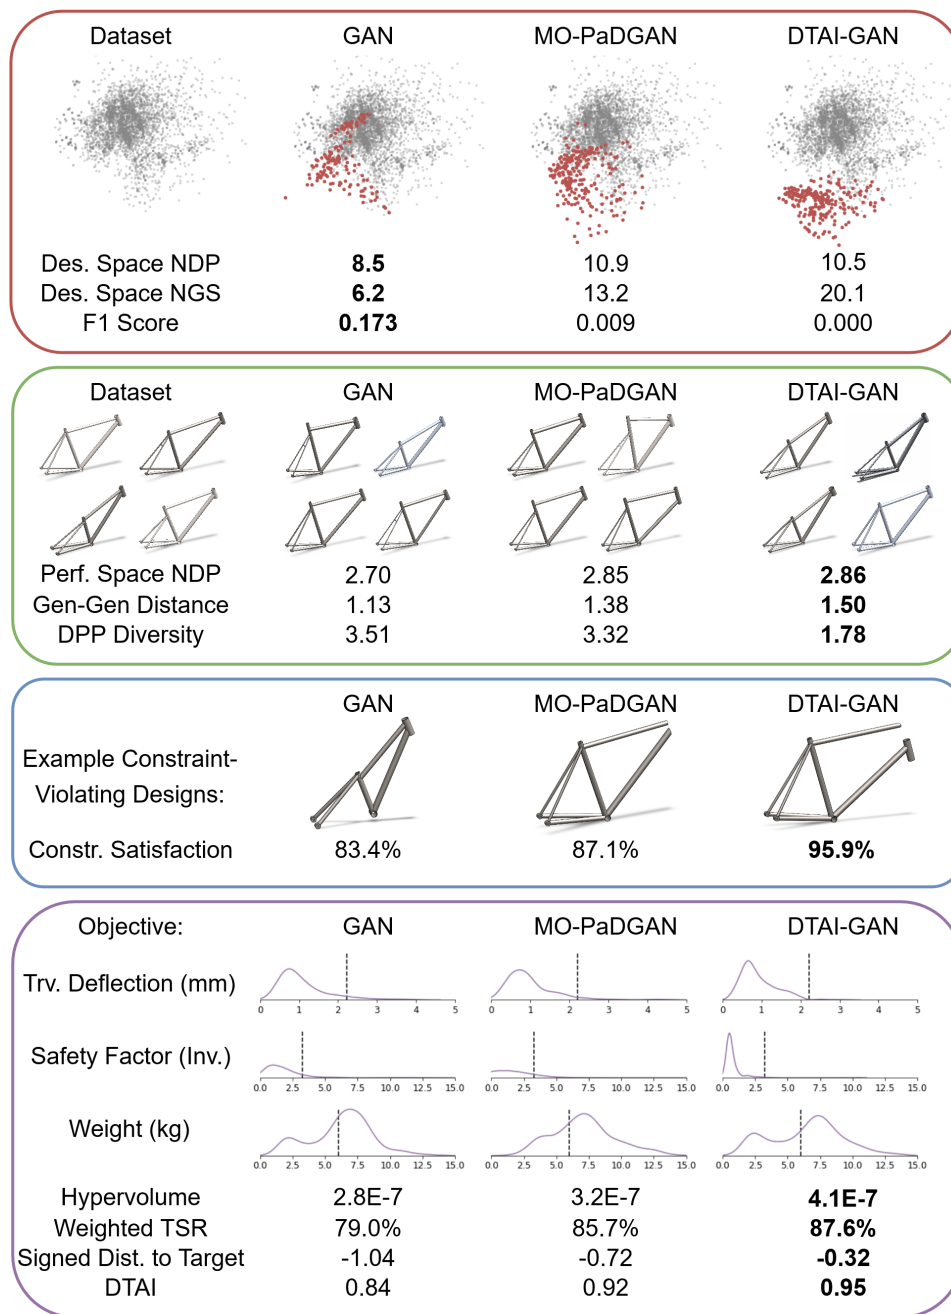 Dataset GAN MO-PaDGAN DTAI-GAN
Des. Space NDP 8.5 10.9 10.5
Des. Space NGS 6.2 13.2 20.1
F1 Score 0.173 0.009 0.000
Dataset GAN MO-PaDGAN DTAI-GAN
Perf. Space NDP 2.70 2.85 2.86
Gen-Gen Distance 1.13 1.38 1.50
DPP Diversity 3.51 3.32 1.78
GAN MO-PaDGAN DTAI-GAN
Example Constraint-
Violating Designs:
Constr. Satisfaction 83.4% 87.1% 95.9%
Objective: GAN MO-PaDGAN DTAI-GAN
Trv. Deflection (mm)
0 1 2 3 4 5 0 1 2 3 4 5 0 1 2 3 4 5
Safety Factor (Inv.)
0.0 2.5 5.0 7.5 10.0 12.5 15.0 0.0 2.5 5.0 7.5 10.0 12.5 15.0 0.0 2.5 5.0 7.5 10.0 12.5 15.0
Weight (kg)
0.0 2.5 5.0 7.5 10.0 12.5 15.0 0.0 2.5 5.0 7.5 10.0 12.5 15.0 0.0 2.5 5.0 7.5 10.0 12.5 15.0
Hypervolume 2.8E-7 3.2E-7 4.1E-7
Weighted TSR 79.0% 85.7% 87.6%
Signed Dist. to Target -1.04 -0.72 -0.32
DTAI 0.84 0.92 0.95